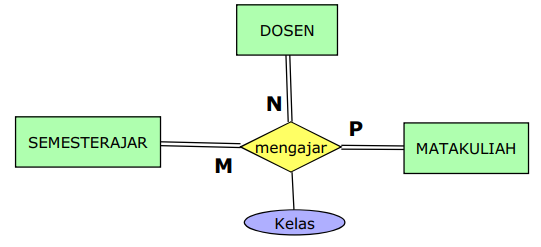 DOSEN
N
P
SEMESTERAJAR
mengajar
MATAKULIAH
M
Kelas